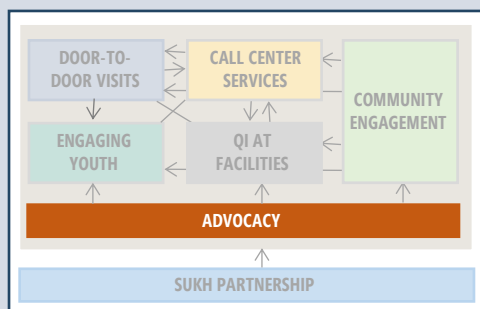 DOOR-TO-
DOOR VISITS
CALL CENTER
SERVICES
COMMUNITY
ENGAGEMENT
ENGAGING
YOUTH
QI AT
FACILITIES
ADVOCACY
SUKH PARTNERSHIP